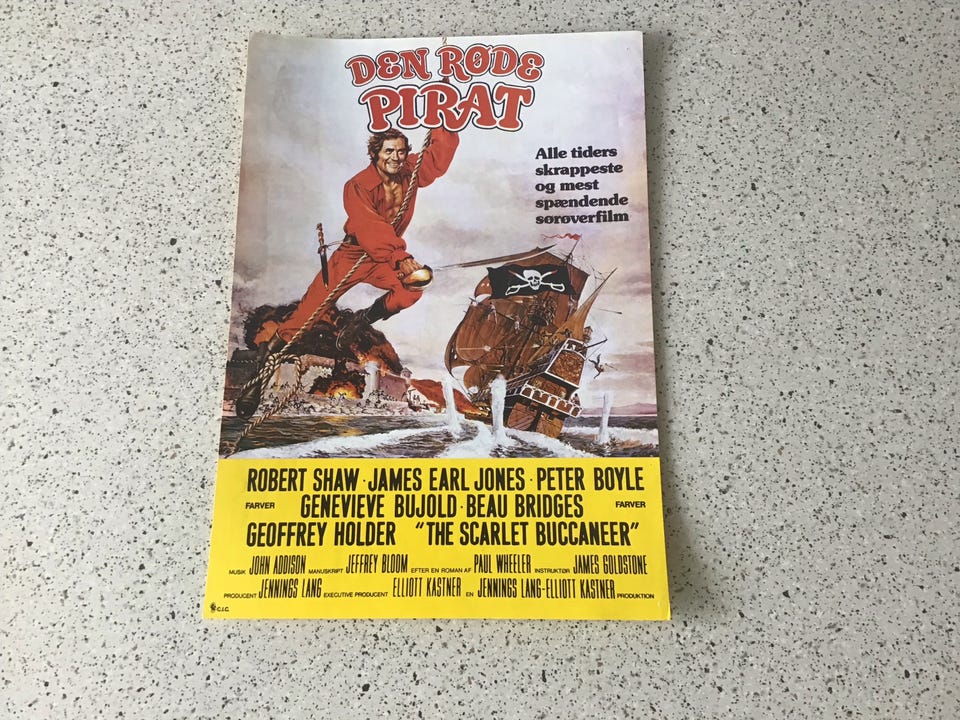 DEN RØDE
PIRAT
Alle tiders
skrappeste
og mest
spændende
sørøverfilm
ROBERT SHAW · JAMES EARL JONES · PETER BOYLE
FARVER GENEVIEVE BUJOLD · BEAU BRIDGES FARVER
GEOFFREY HOLDER "THE SCARLET BUCCANEER"
MUSIK JOHN ADDISON MANUSKRIPT JEFFREY BLOOM EFTER EN ROMAN AF PAUL WHEELER INSTRUKTØR JAMES GOLDSTONE
PRODUCENT JENNINGS LANG EXECUTIVE PRODUCENT ELLIOTT KASTNER EN JENNINGS LANG-ELLIOTT KASTNER PRODUKTION
C.I.C.